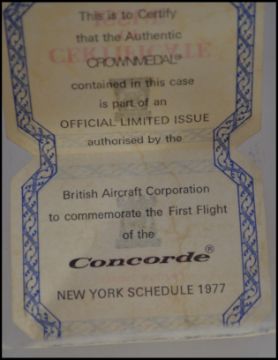 This is to Certify
that the Authentic
CERTIFICATE
CROWNMEDAL®
contained in this case
is part of an
OFFICIAL LIMITED ISSUE
authorised by the
British Aircraft Corporation
to commemorate the First Flight
of the
Concorde®
NEW YORK SCHEDULE 1977